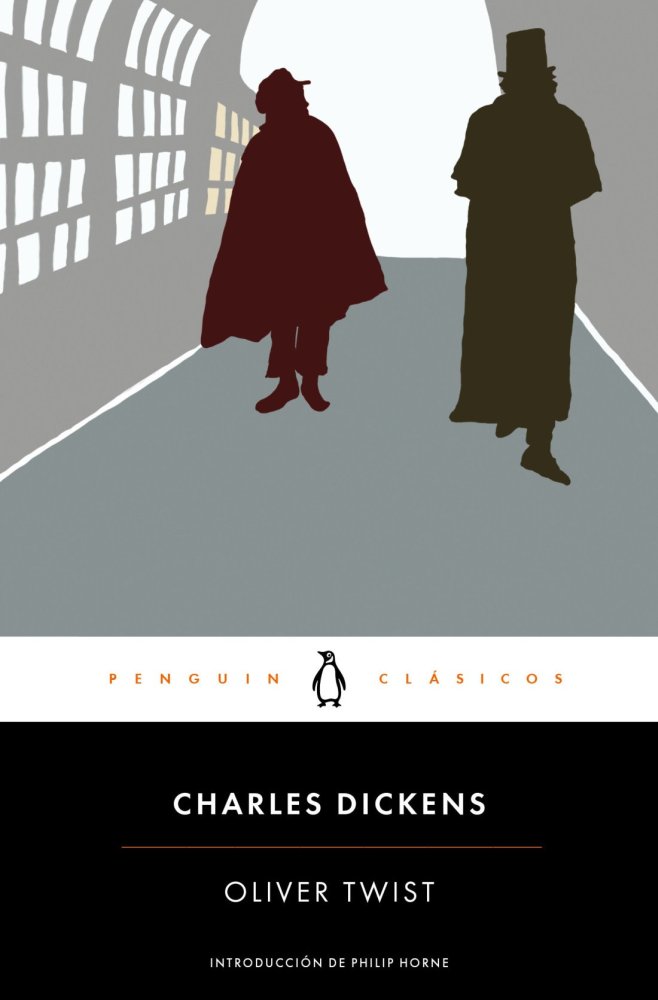 PENGUIN CLÁSICOS
CHARLES DICKENS
OLIVER TWIST
INTRODUCCIÓN DE PHILIP HORNE